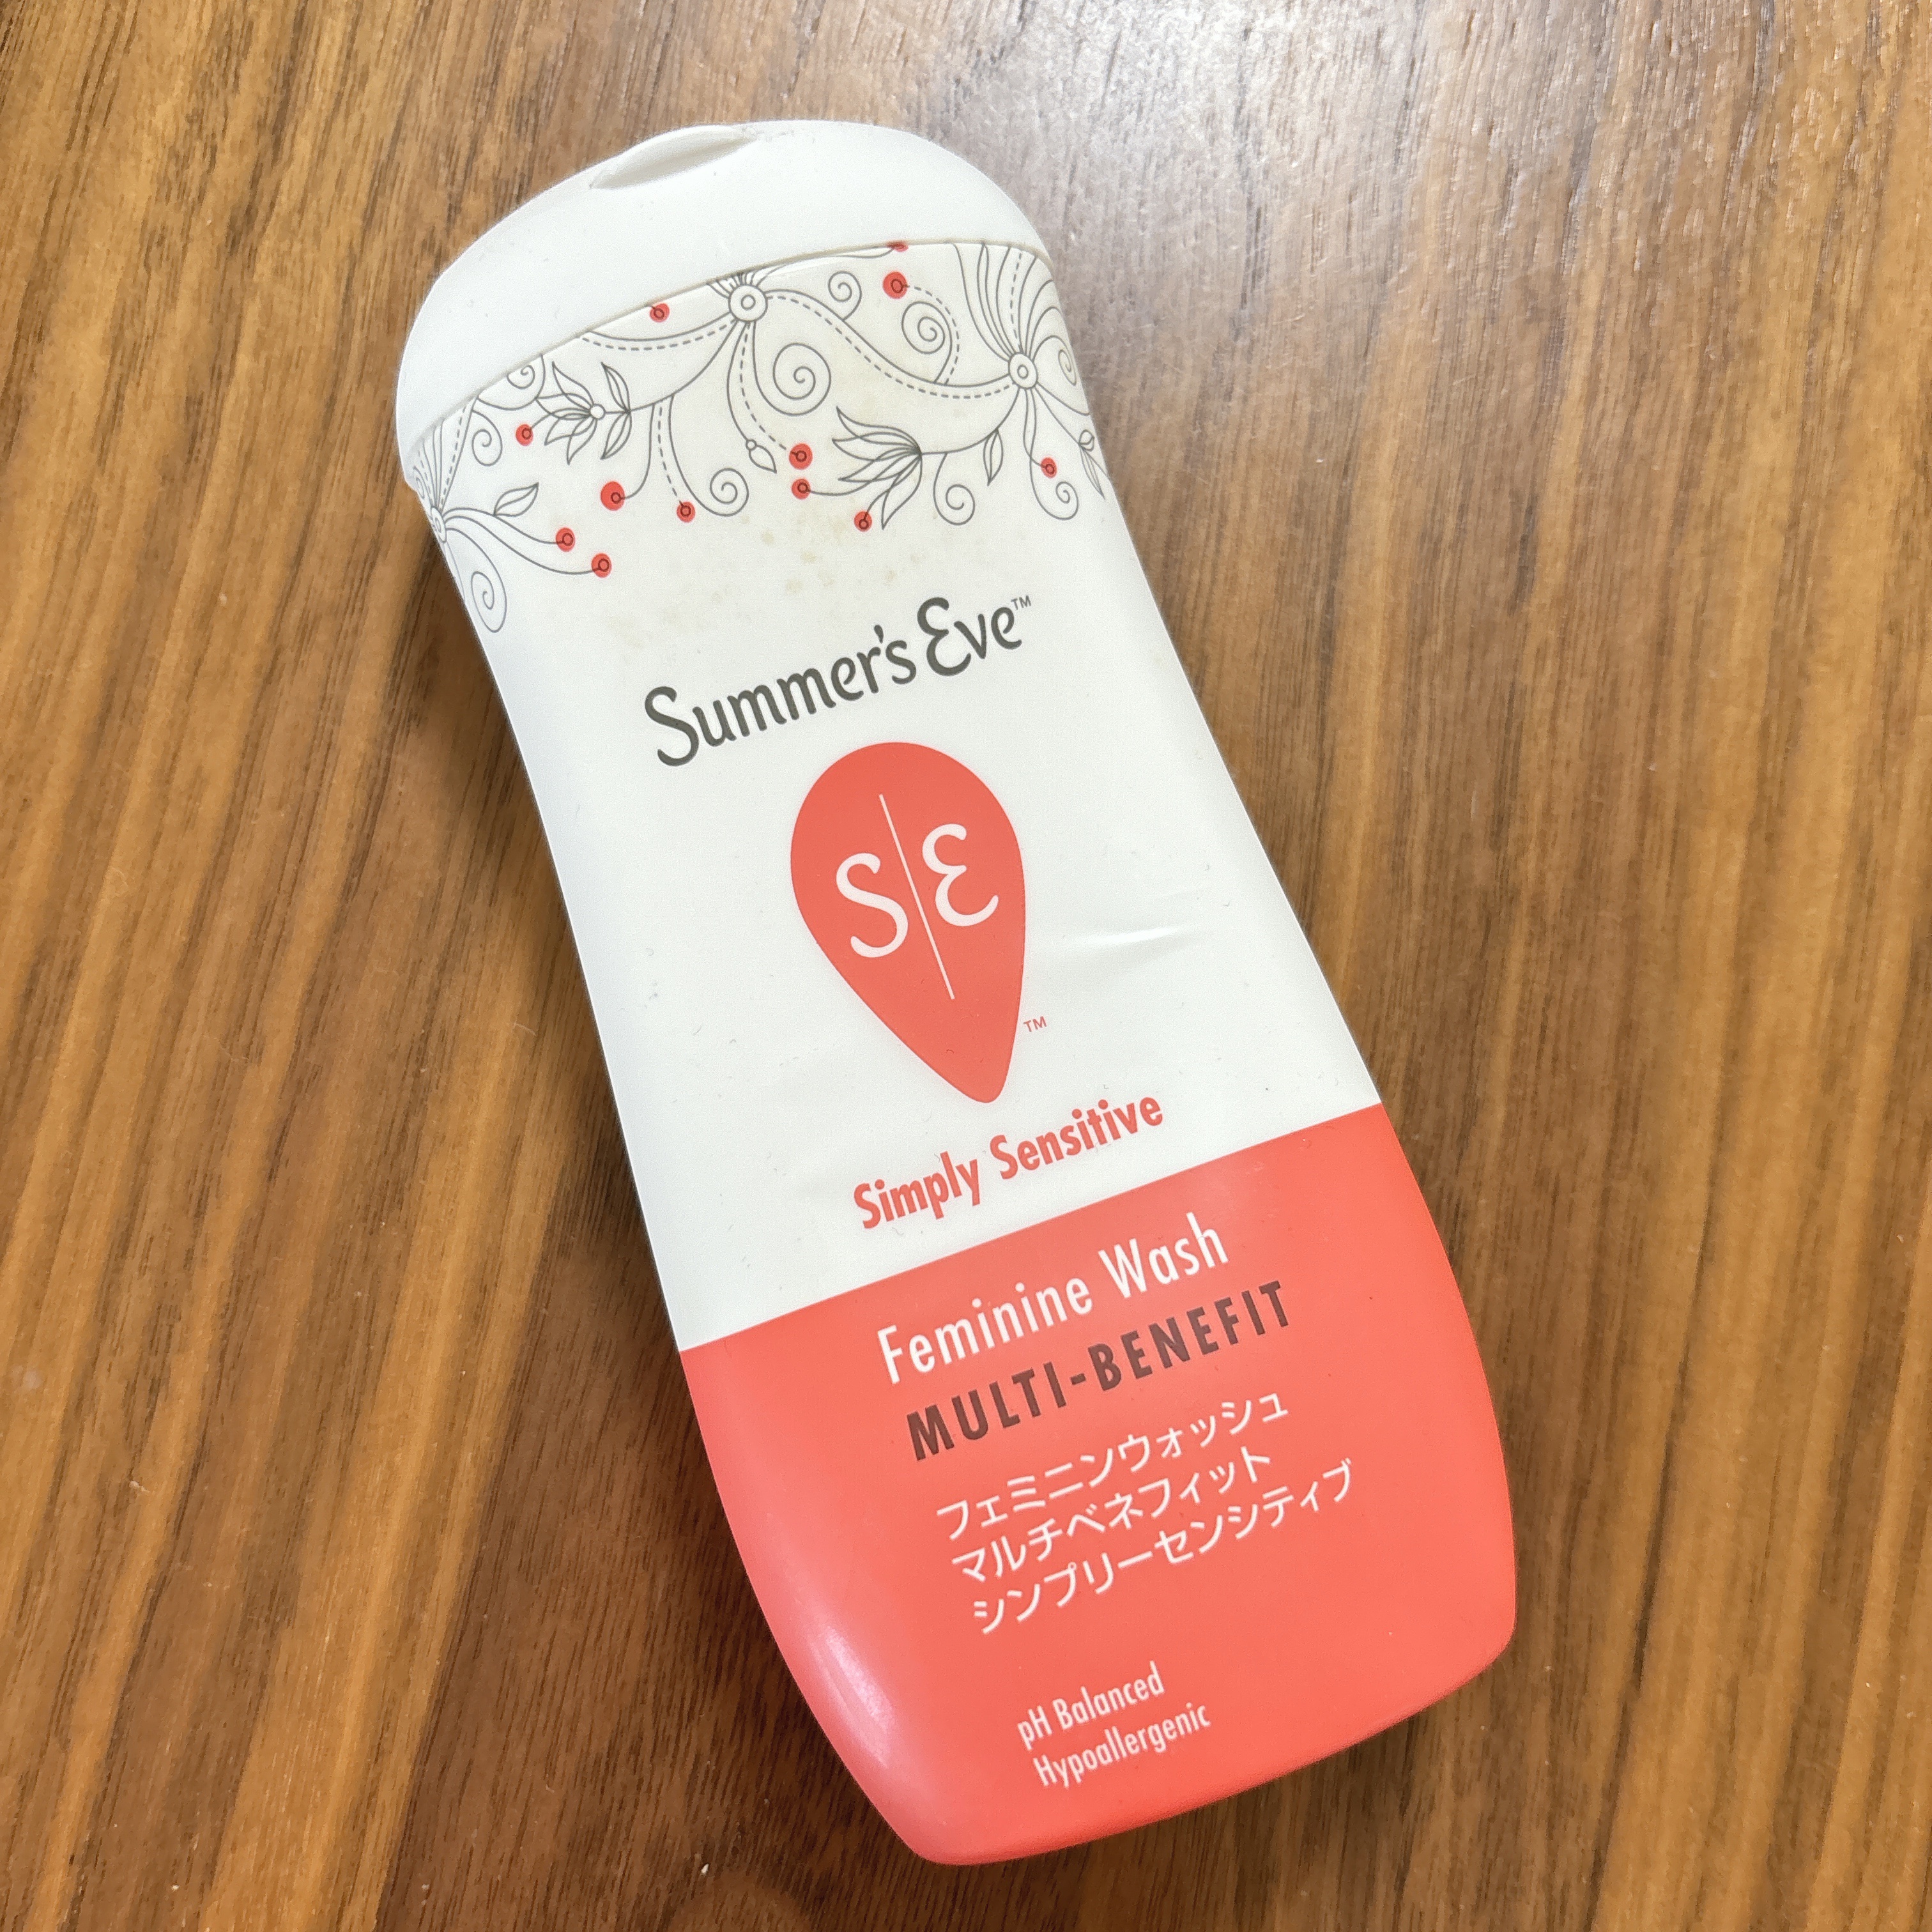 Summer's Eve™
S|E
™
Simply Sensitive
Feminine Wash
MULTI-BENEFIT
フェミニンウォッシュ
マルチベネフィット
シンプリーセンシティブ
pH Balanced
Hypoallergenic